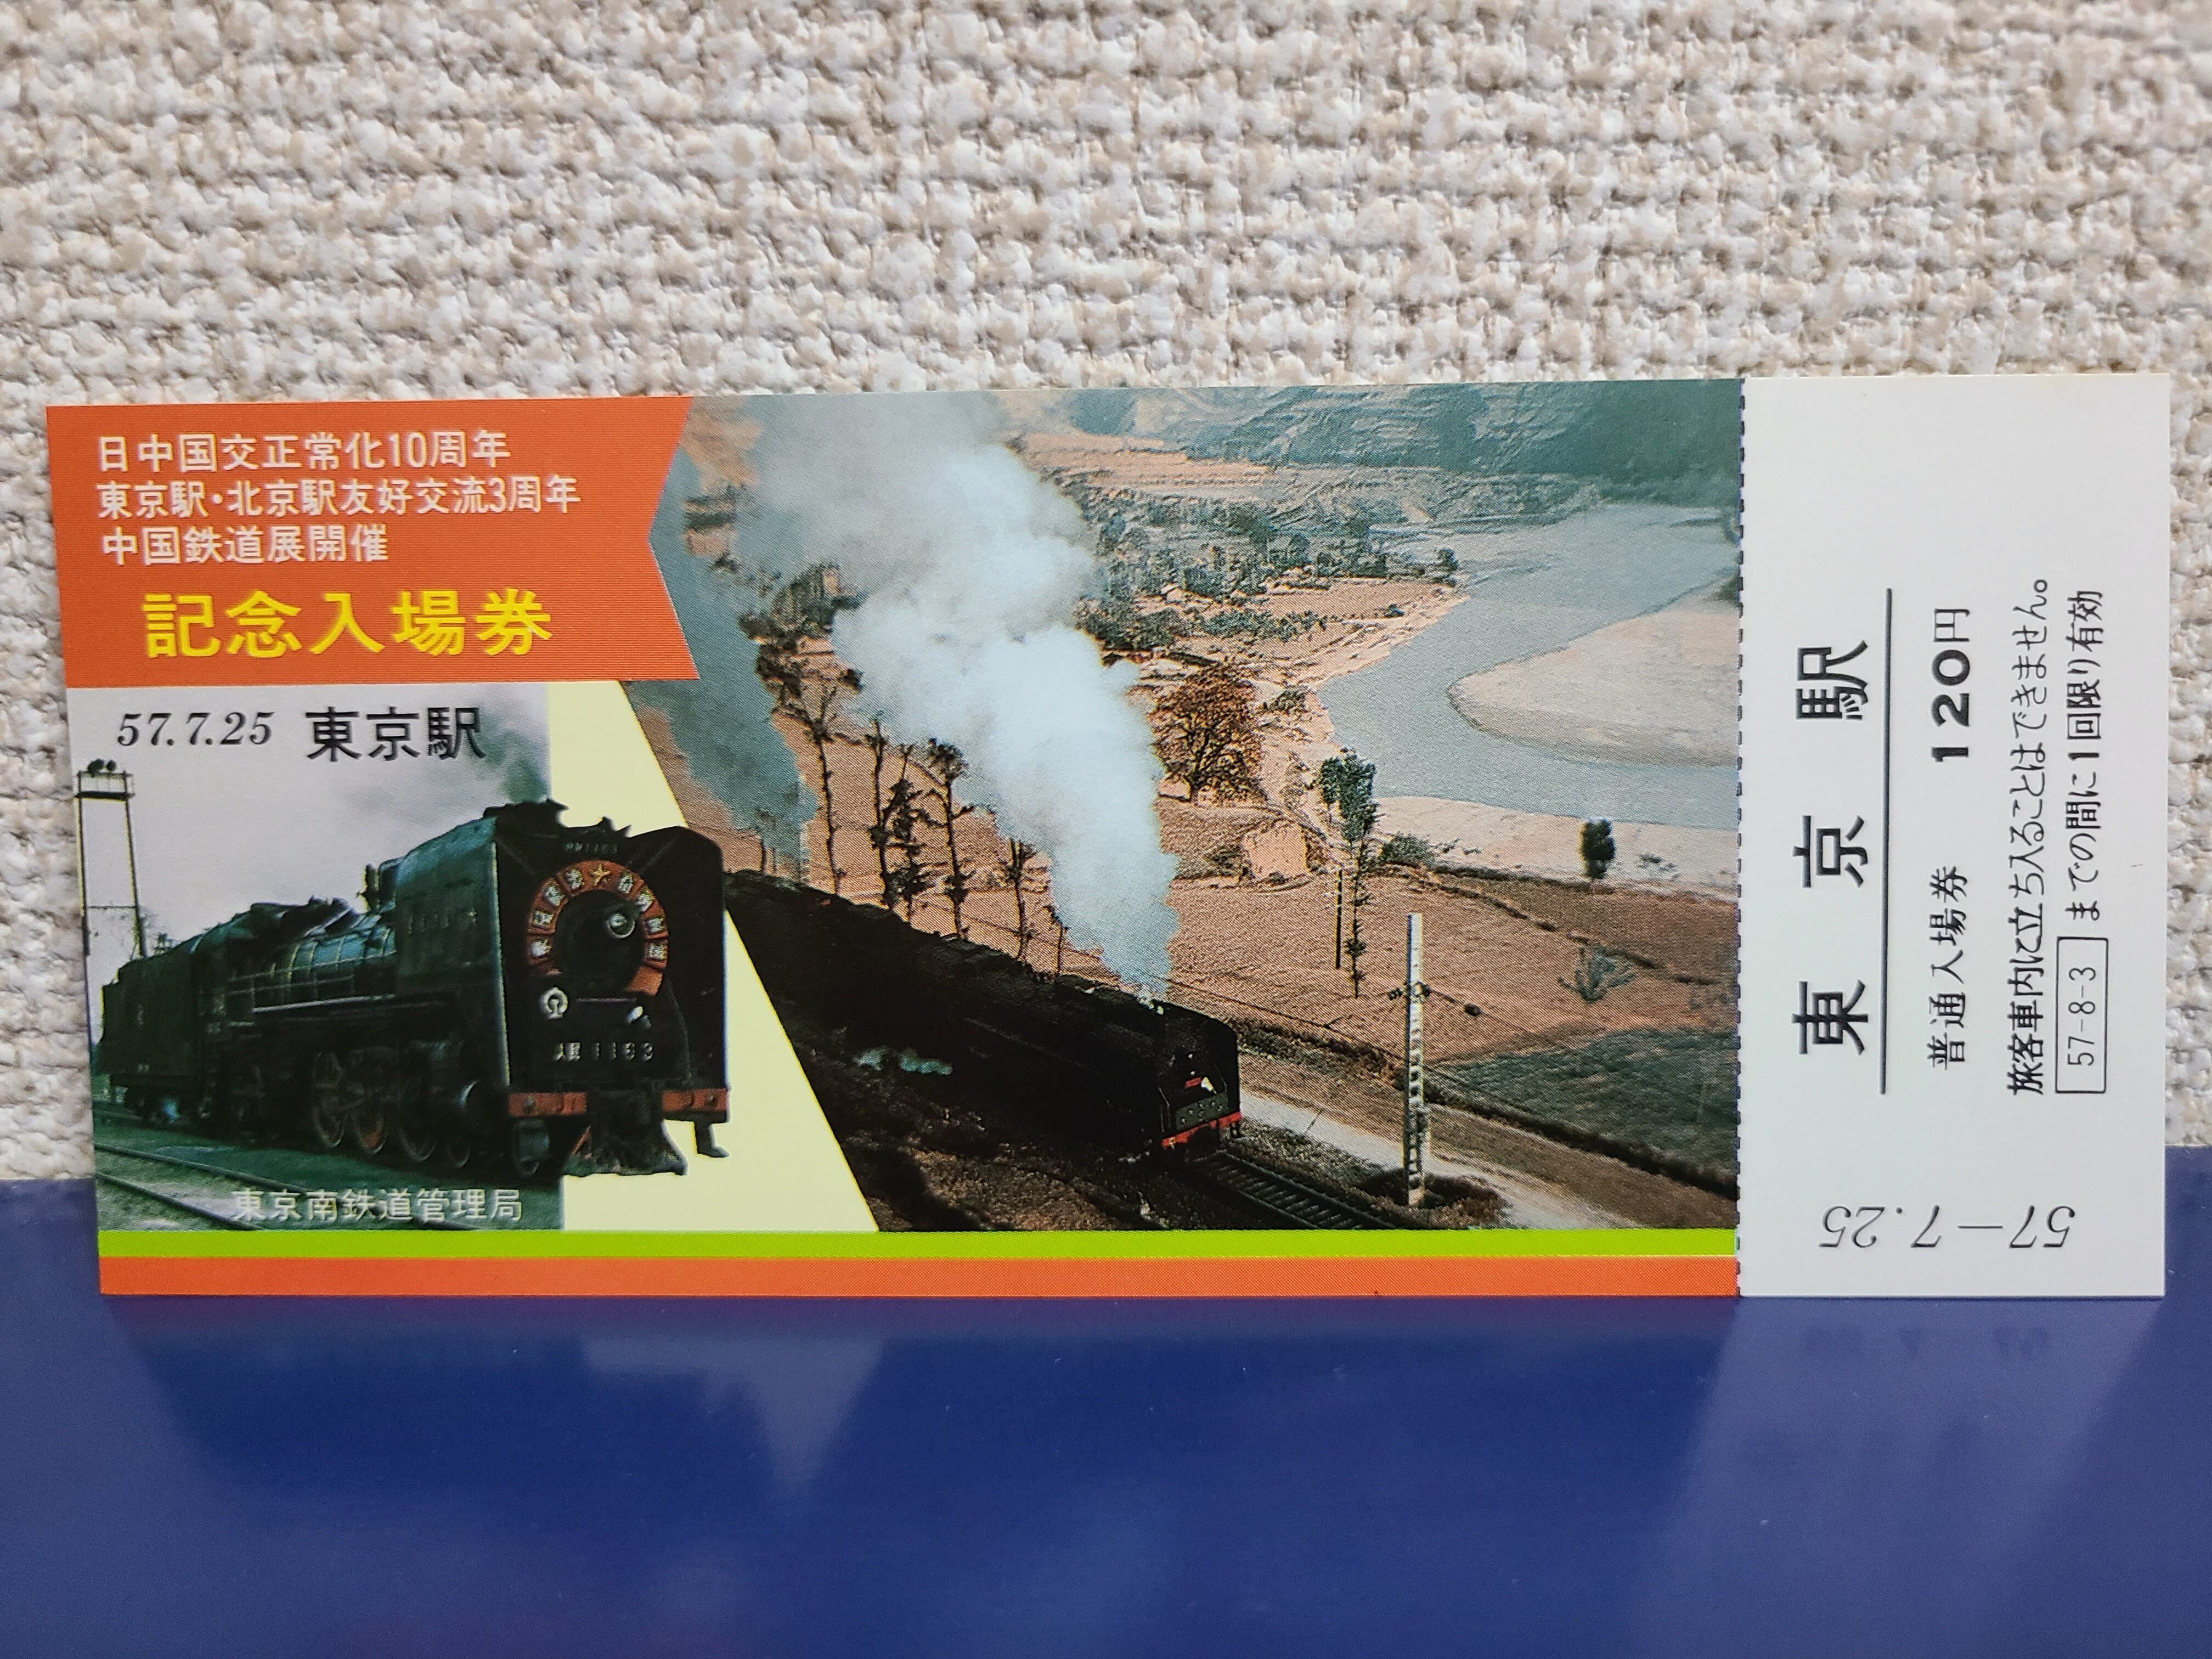 日中国交正常化10周年
東京駅・北京駅友好交流3周年
中国鉄道展開催
記念入場券
57.7.25 東京駅
人民 1163
東京南鉄道管理局
東京駅
普通入場券 120円
旅客車内に立ち入ることはできません。
57-8-3 までの間に1回限り有効
57-7.25